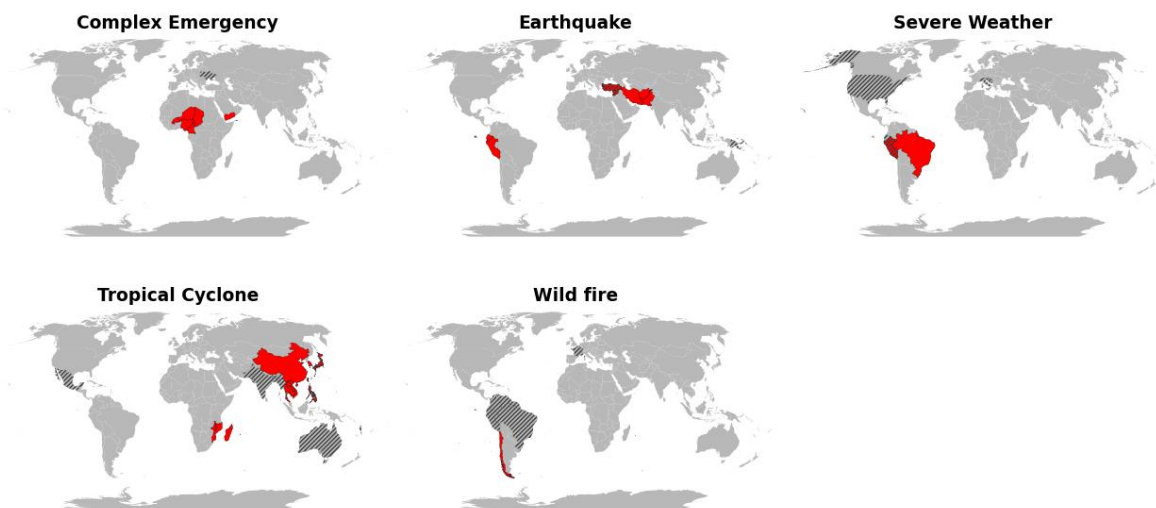 Complex Emergency
Earthquake
Severe Weather
Tropical Cyclone
Wild fire